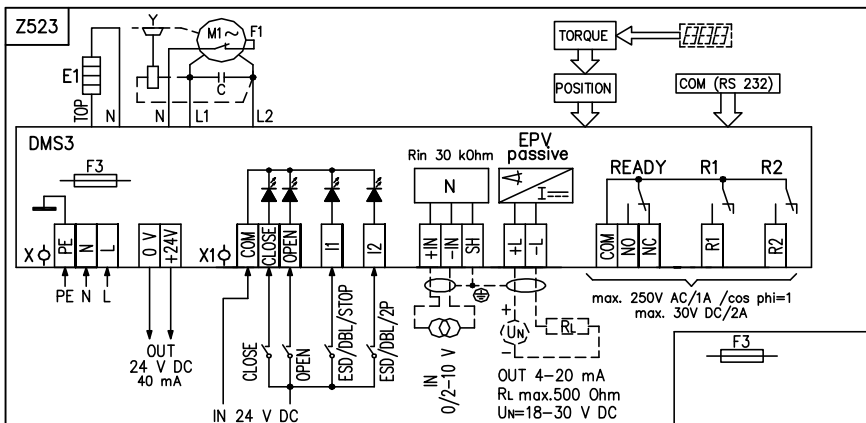 Z523
Y
M1 ~
F1
E1
C
TOP
N
N
L1
L2
TORQUE
POSITION
COM (RS 232)
DMS3
F3
Rin 30 kOhm
N
EPV
passive
I
READY
R1
R2
X
PE
N
L
0 V
+24V
X1
COM
CLOSE
OPEN
I1
I2
+IN
-IN
SH
+L
-L
COM
NO
NC
R1
R2
PE N L
OUT
24 V DC
40 mA
CLOSE
OPEN
ESD/DBL/STOP
ESD/DBL/2P
IN 24 V DC
IN
0/2-10 V
+
UN
-
RL
OUT 4-20 mA
RL max.500 Ohm
UN=18-30 V DC
max. 250V AC/1A /cos phi=1
max. 30V DC/2A
F3